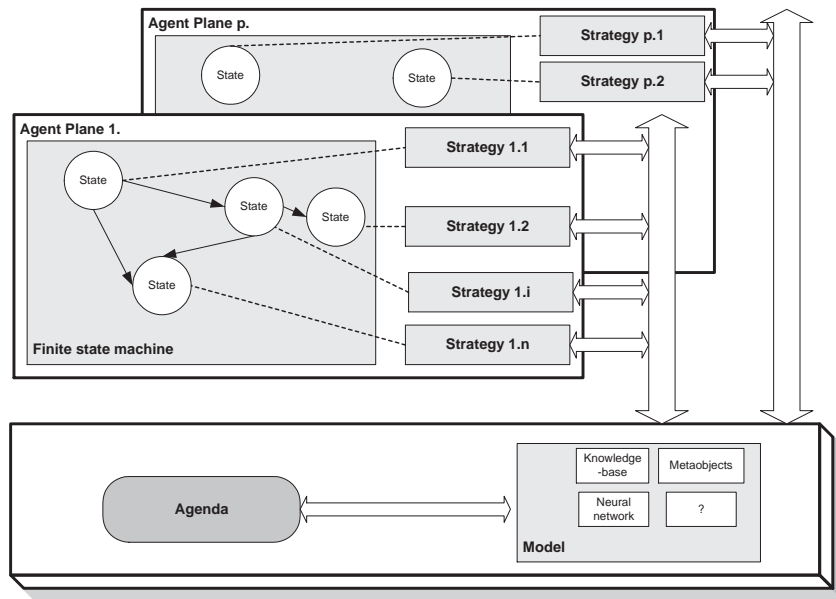 Agent Plane p.
State
State
Strategy p.1
Strategy p.2
Agent Plane 1.
State
State
State
State
Finite state machine
Strategy 1.1
Strategy 1.2
Strategy 1.i
Strategy 1.n
Agenda
Knowledge
-base
Metaobjects
Neural
network
?
Model